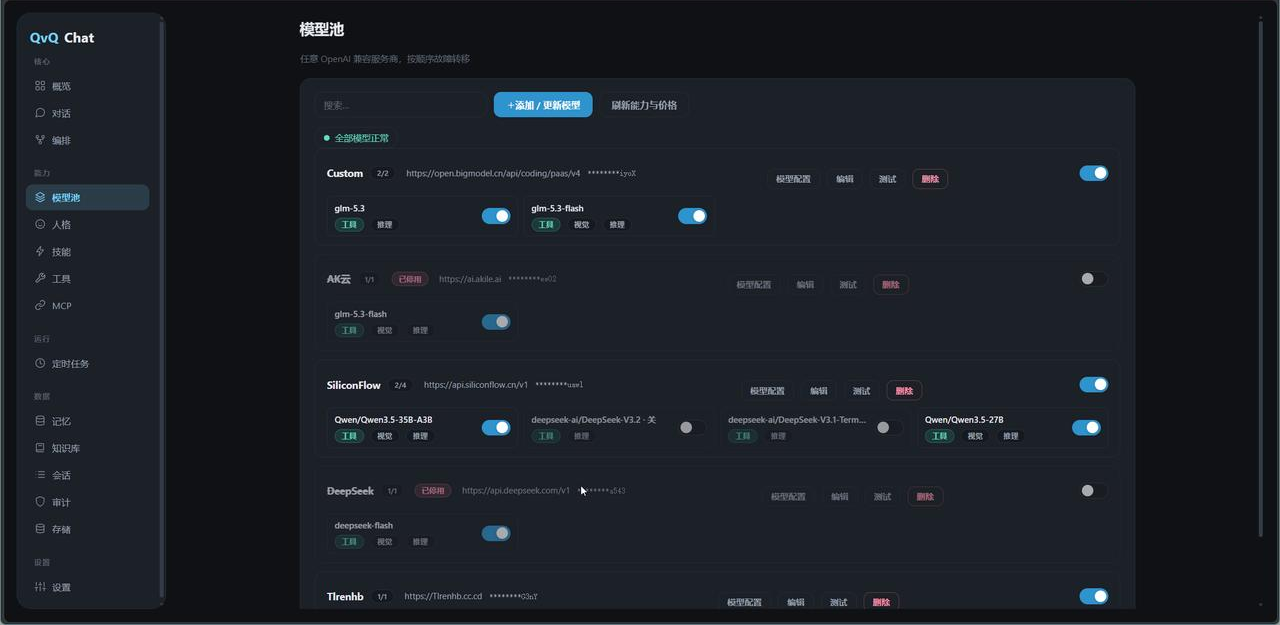 QvQ Chat
核心
概览
对话
编排
能力
模型池
人格
技能
工具
MCP
运行
定时任务
数据
记忆
知识库
会话
审计
存储
设置
设置
模型池
任意 OpenAI 兼容服务商，按顺序故障转移
搜索...
+添加 / 更新模型
刷新能力与价格
全部模型正常
Custom 2/2 https://open.bigmodel.cn/api/coding/paas/v4 ********iyoX 模型配置 编辑 测试 删除
glm-5.3
工具 推理
glm-5.3-flash
工具 视觉 推理
AK云 1/1 已停用 https://ai.akile.ai 模型配置 编辑 测试 删除
glm-5.3-flash
工具 视觉 推理
SiliconFlow 2/4 https://api.siliconflow.cn/v1 模型配置 编辑 测试 删除
Qwen/Qwen3.5-35B-A3B
工具 视觉 推理
deepseek-ai/DeepSeek-V3.2 · 关
工具 推理
deepseek-ai/DeepSeek-V3.1-Term...
工具 推理
Qwen/Qwen3.5-27B
工具 视觉 推理
DeepSeek 1/1 已停用 https://api.deepseek.com/v1 模型配置 编辑 测试 删除
deepseek-flash
工具 视觉 推理
1/1 ********G3nY 模型配置 编辑 测试 删除